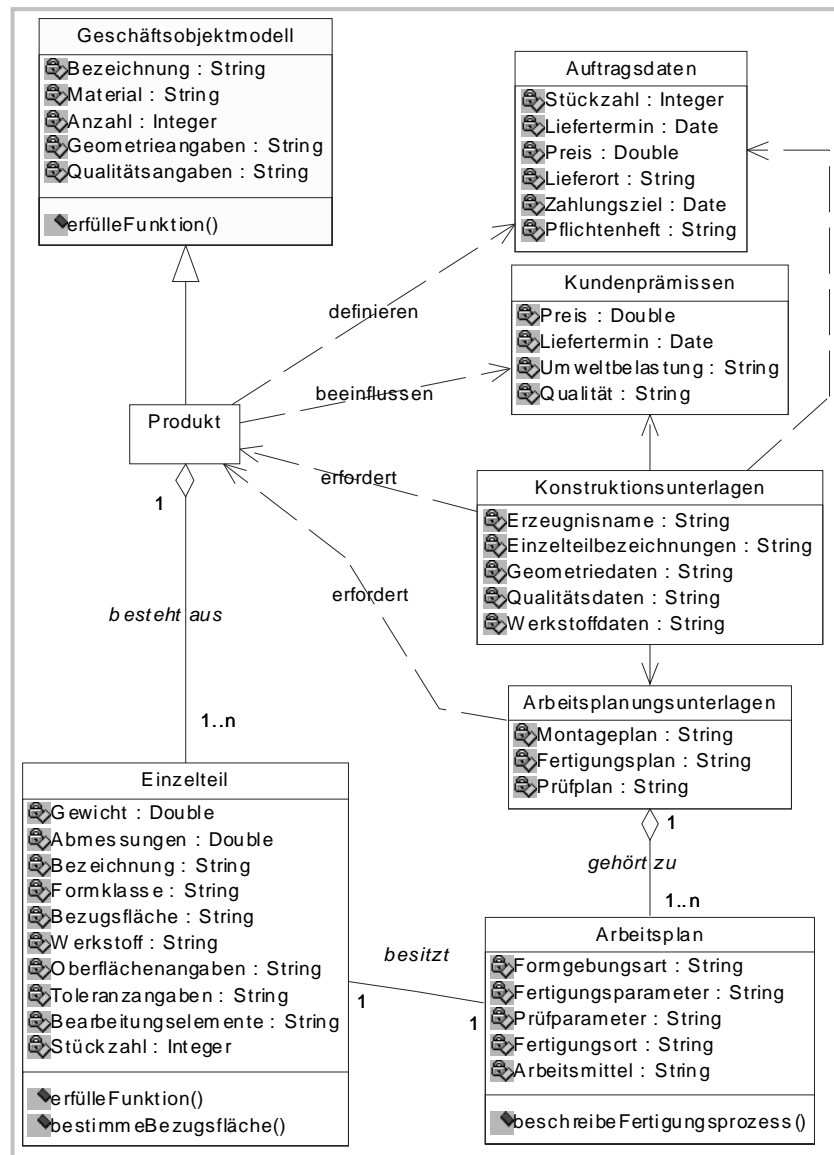 Geschäftsobjektmodell
Bezeichnung : String
Material : String
Anzahl : Integer
Geometrieangaben : String
Qualitätsangaben : String
erfülleFunktion()
Auftragsdaten
Stückzahl : Integer
Liefertermin : Date
Preis : Double
Lieferort : String
Zahlungsziel : Date
Pflichtenheft : String
definieren
Kundenprämissen
Preis : Double
Liefertermin : Date
Umweltbelastung : String
Qualität : String
beeinflussen
Produkt
1
erfordert
Konstruktionsunterlagen
Erzeugnisname : String
Einzelteilbezeichnungen : String
Geometriedaten : String
Qualitätsdaten : String
Werkstoffdaten : String
erfordert
besteht aus
1..n
Arbeitsplanungsunterlagen
Montageplan : String
Fertigungsplan : String
Prüfplan : String
1
gehört zu
1..n
Einzelteil
Gewicht : Double
Abmessungen : Double
Bezeichnung : String
Formklasse : String
Bezugsfläche : String
Werkstoff : String
Oberflächenangaben : String
Toleranzangaben : String
Bearbeitungselemente : String
Stückzahl : Integer
erfülleFunktion()
bestimmeBezugsfläche()
besitzt
1
1
Arbeitsplan
Formgebungsart : String
Fertigungsparameter : String
Prüfparameter : String
Fertigungsort : String
Arbeitsmittel : String
beschreibeFertigungsprozess()